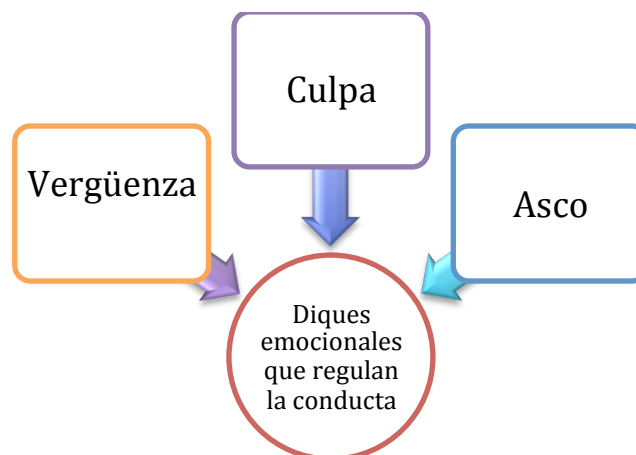 Culpa
Vergüenza
Asco
Diques
emocionales
que regulan
la conducta